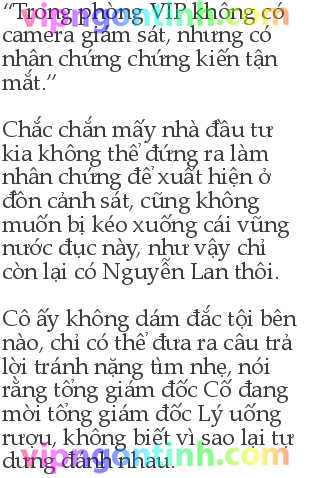 “Trong phòng VIP không có
camera giám sát, nhưng có
nhân chứng chứng kiến tận
mắt.”
Chắc chắn mấy nhà đầu tư
kia không thể đứng ra làm
nhân chứng để xuất hiện ở
đồn cảnh sát, cũng không
muốn bị kéo xuống cái vũng
nước đục này, như vậy chỉ
còn lại có Nguyễn Lan thôi.
Cô ấy không dám đắc tội bên
nào, chỉ có thể đưa ra câu trả
lời tránh nặng tìm nhẹ, nói
rằng tổng giám đốc Cố đang
mời tổng giám đốc Lý uống
rượu, không biết vì sao lại tự
dưng đánh nhau.
vipngontinh.com
vipngontinh.com